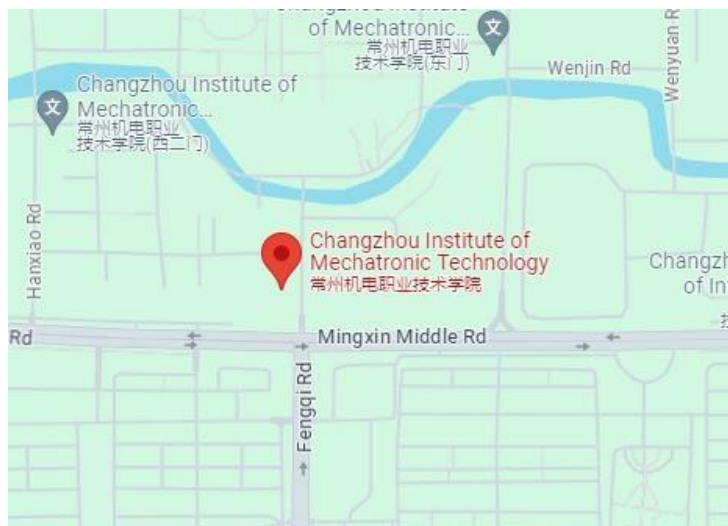 of Mechatronic...
常州机电职业
技术学院(东门)
Wenjin Rd
Wenyuan R
Changzhou Institute of
Mechatronic...
常州机电职业
技术学院(西二门)
Hanxiao Rd
Changzhou Institute of
Mechatronic Technology
常州机电职业技术学院
Changzh
of In
Rd
Mingxin Middle Rd
Fengqi Rd